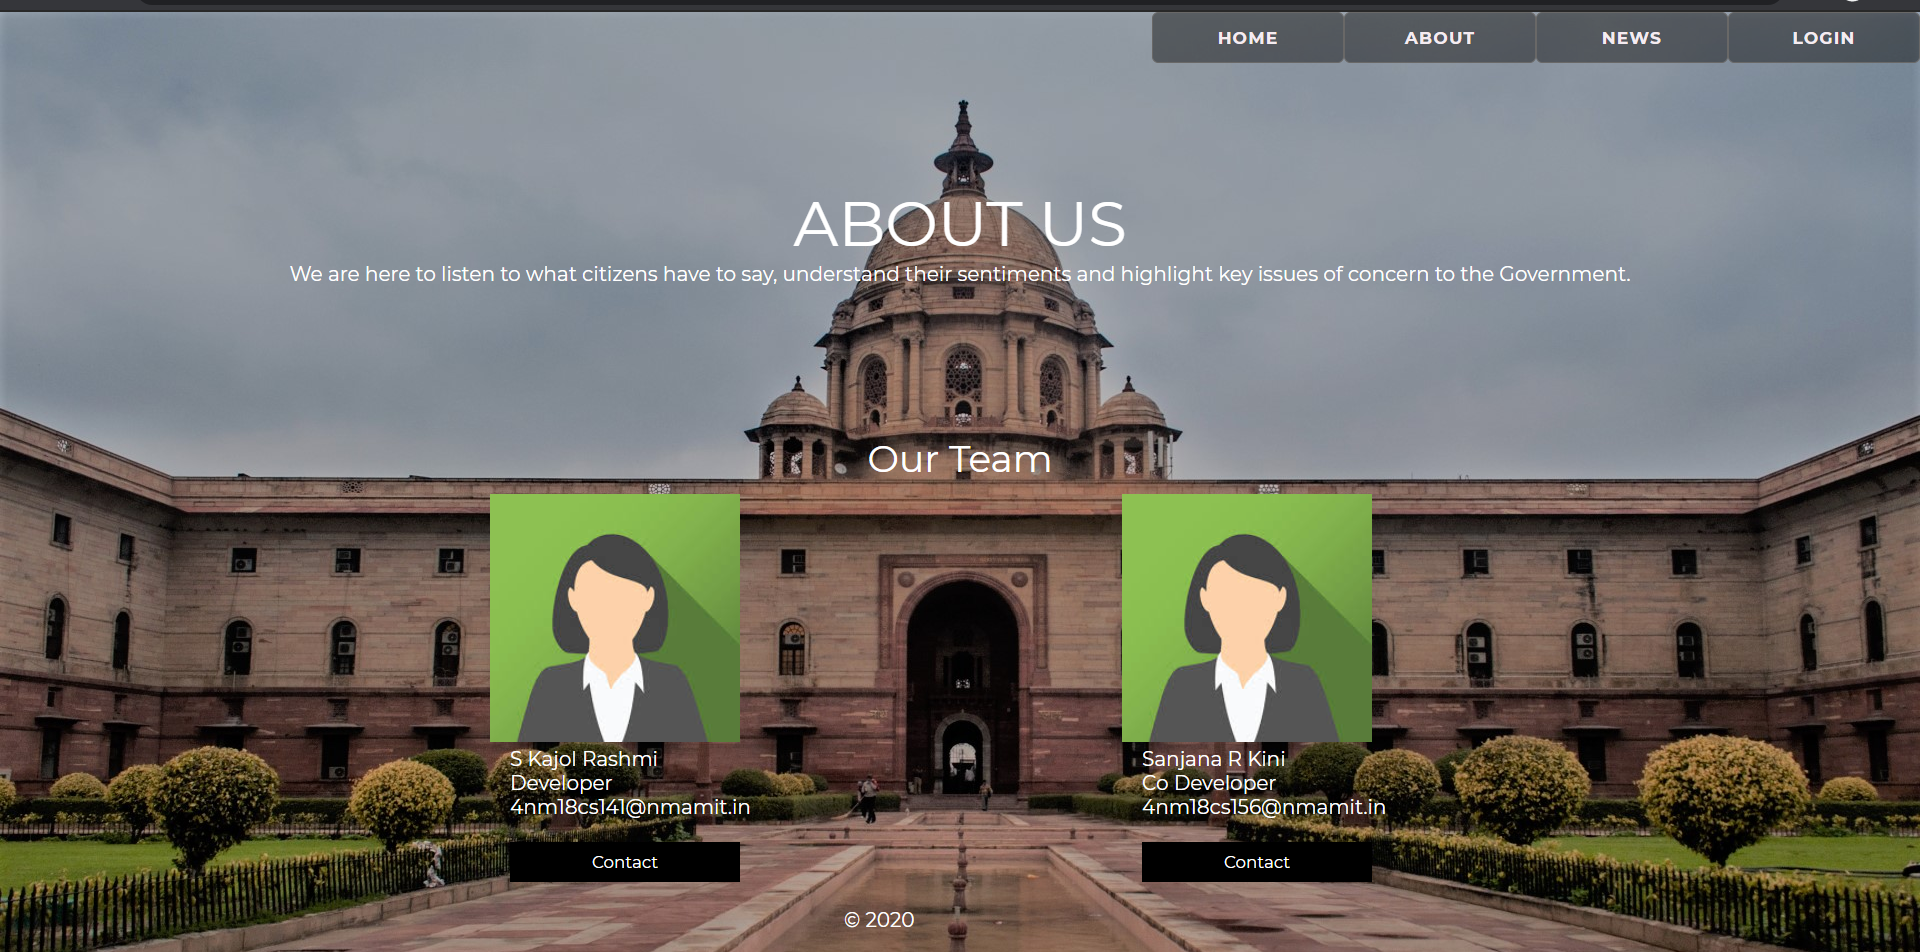 HOME ABOUT NEWS LOGIN
ABOUT US
We are here to listen to what citizens have to say, understand their sentiments and highlight key issues of concern to the Government.
Our Team
S Kajol Rashmi
Developer
4nm18cs141@nmamit.in
Contact
Sanjana R Kini
Co Developer
4nm18cs156@nmamit.in
Contact
© 2020